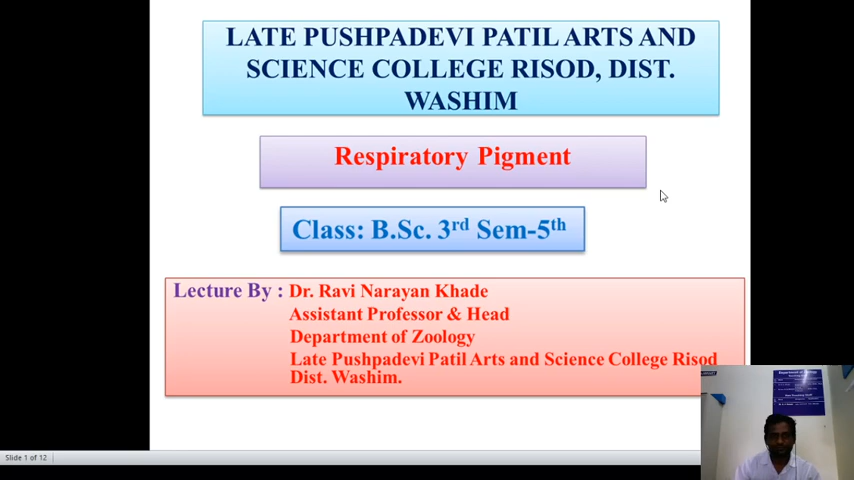 LATE PUSHPADEVI PATIL ARTS AND
SCIENCE COLLEGE RISOD, DIST.
WASHIM
Respiratory Pigment
Class: B.Sc. 3rd Sem-5th
Lecture By : Dr. Ravi Narayan Khade
Assistant Professor & Head
Department of Zoology
Late Pushpadevi Patil Arts and Science College Risod
Dist. Washim.
Slide 1 of 12